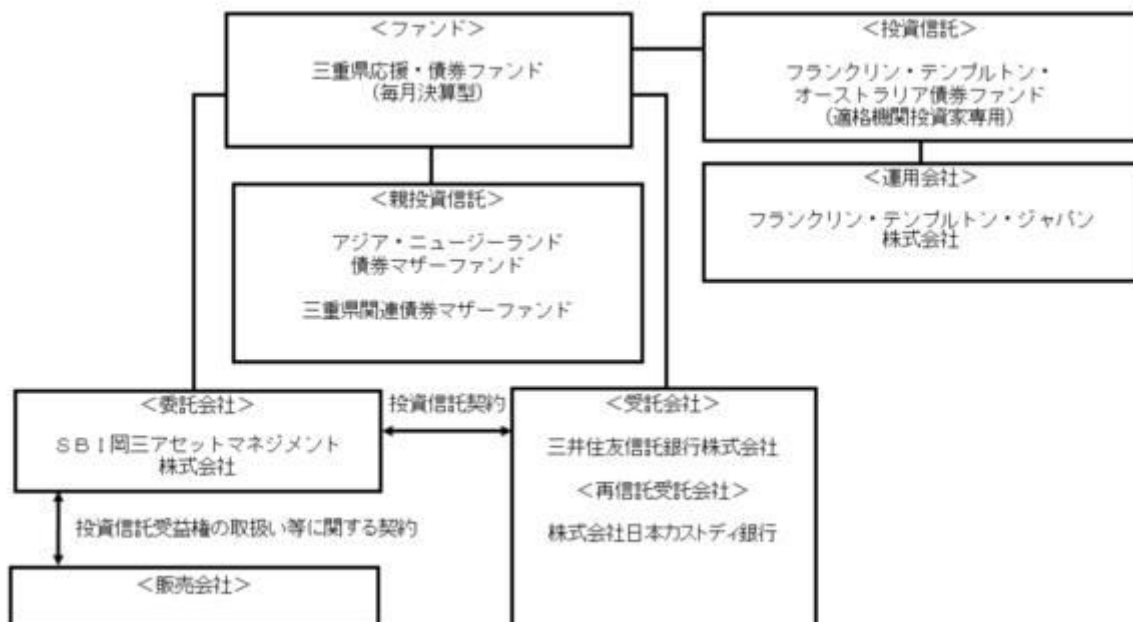 ＜ファンド＞
三重県応援・債券ファンド
（毎月決算型）
＜投資信託＞
フランクリン・テンプルトン・
オーストラリア債券ファンド
（適格機関投資家専用）
＜運用会社＞
フランクリン・テンプルトン・ジャパン
株式会社
＜親投資信託＞
アジア・ニュージーランド
債券マザーファンド
三重県関連債券マザーファンド
＜委託会社＞
ＳＢＩ岡三アセットマネジメント
株式会社
投資信託契約
＜受託会社＞
三井住友信託銀行株式会社
＜再信託受託会社＞
株式会社日本カストディ銀行
投資信託受益権の取扱い等に関する契約
＜販売会社＞